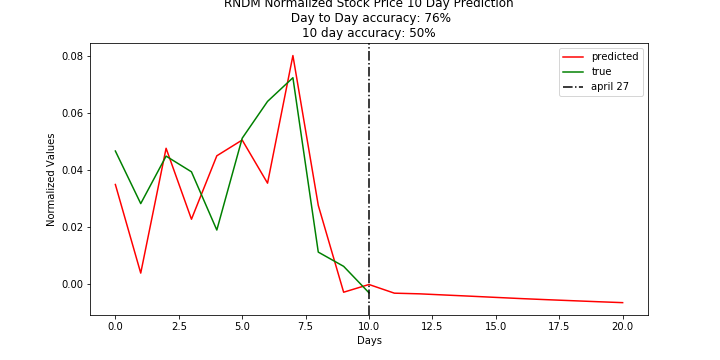 RNDM Normalized Stock Price 10 Day Prediction
Day to Day accuracy: 76%
10 day accuracy: 50%
predicted
true
april 27
Normalized Values
0.08
0.06
0.04
0.02
0.00
0.0
2.5
5.0
7.5
10.0
12.5
15.0
17.5
20.0
Days